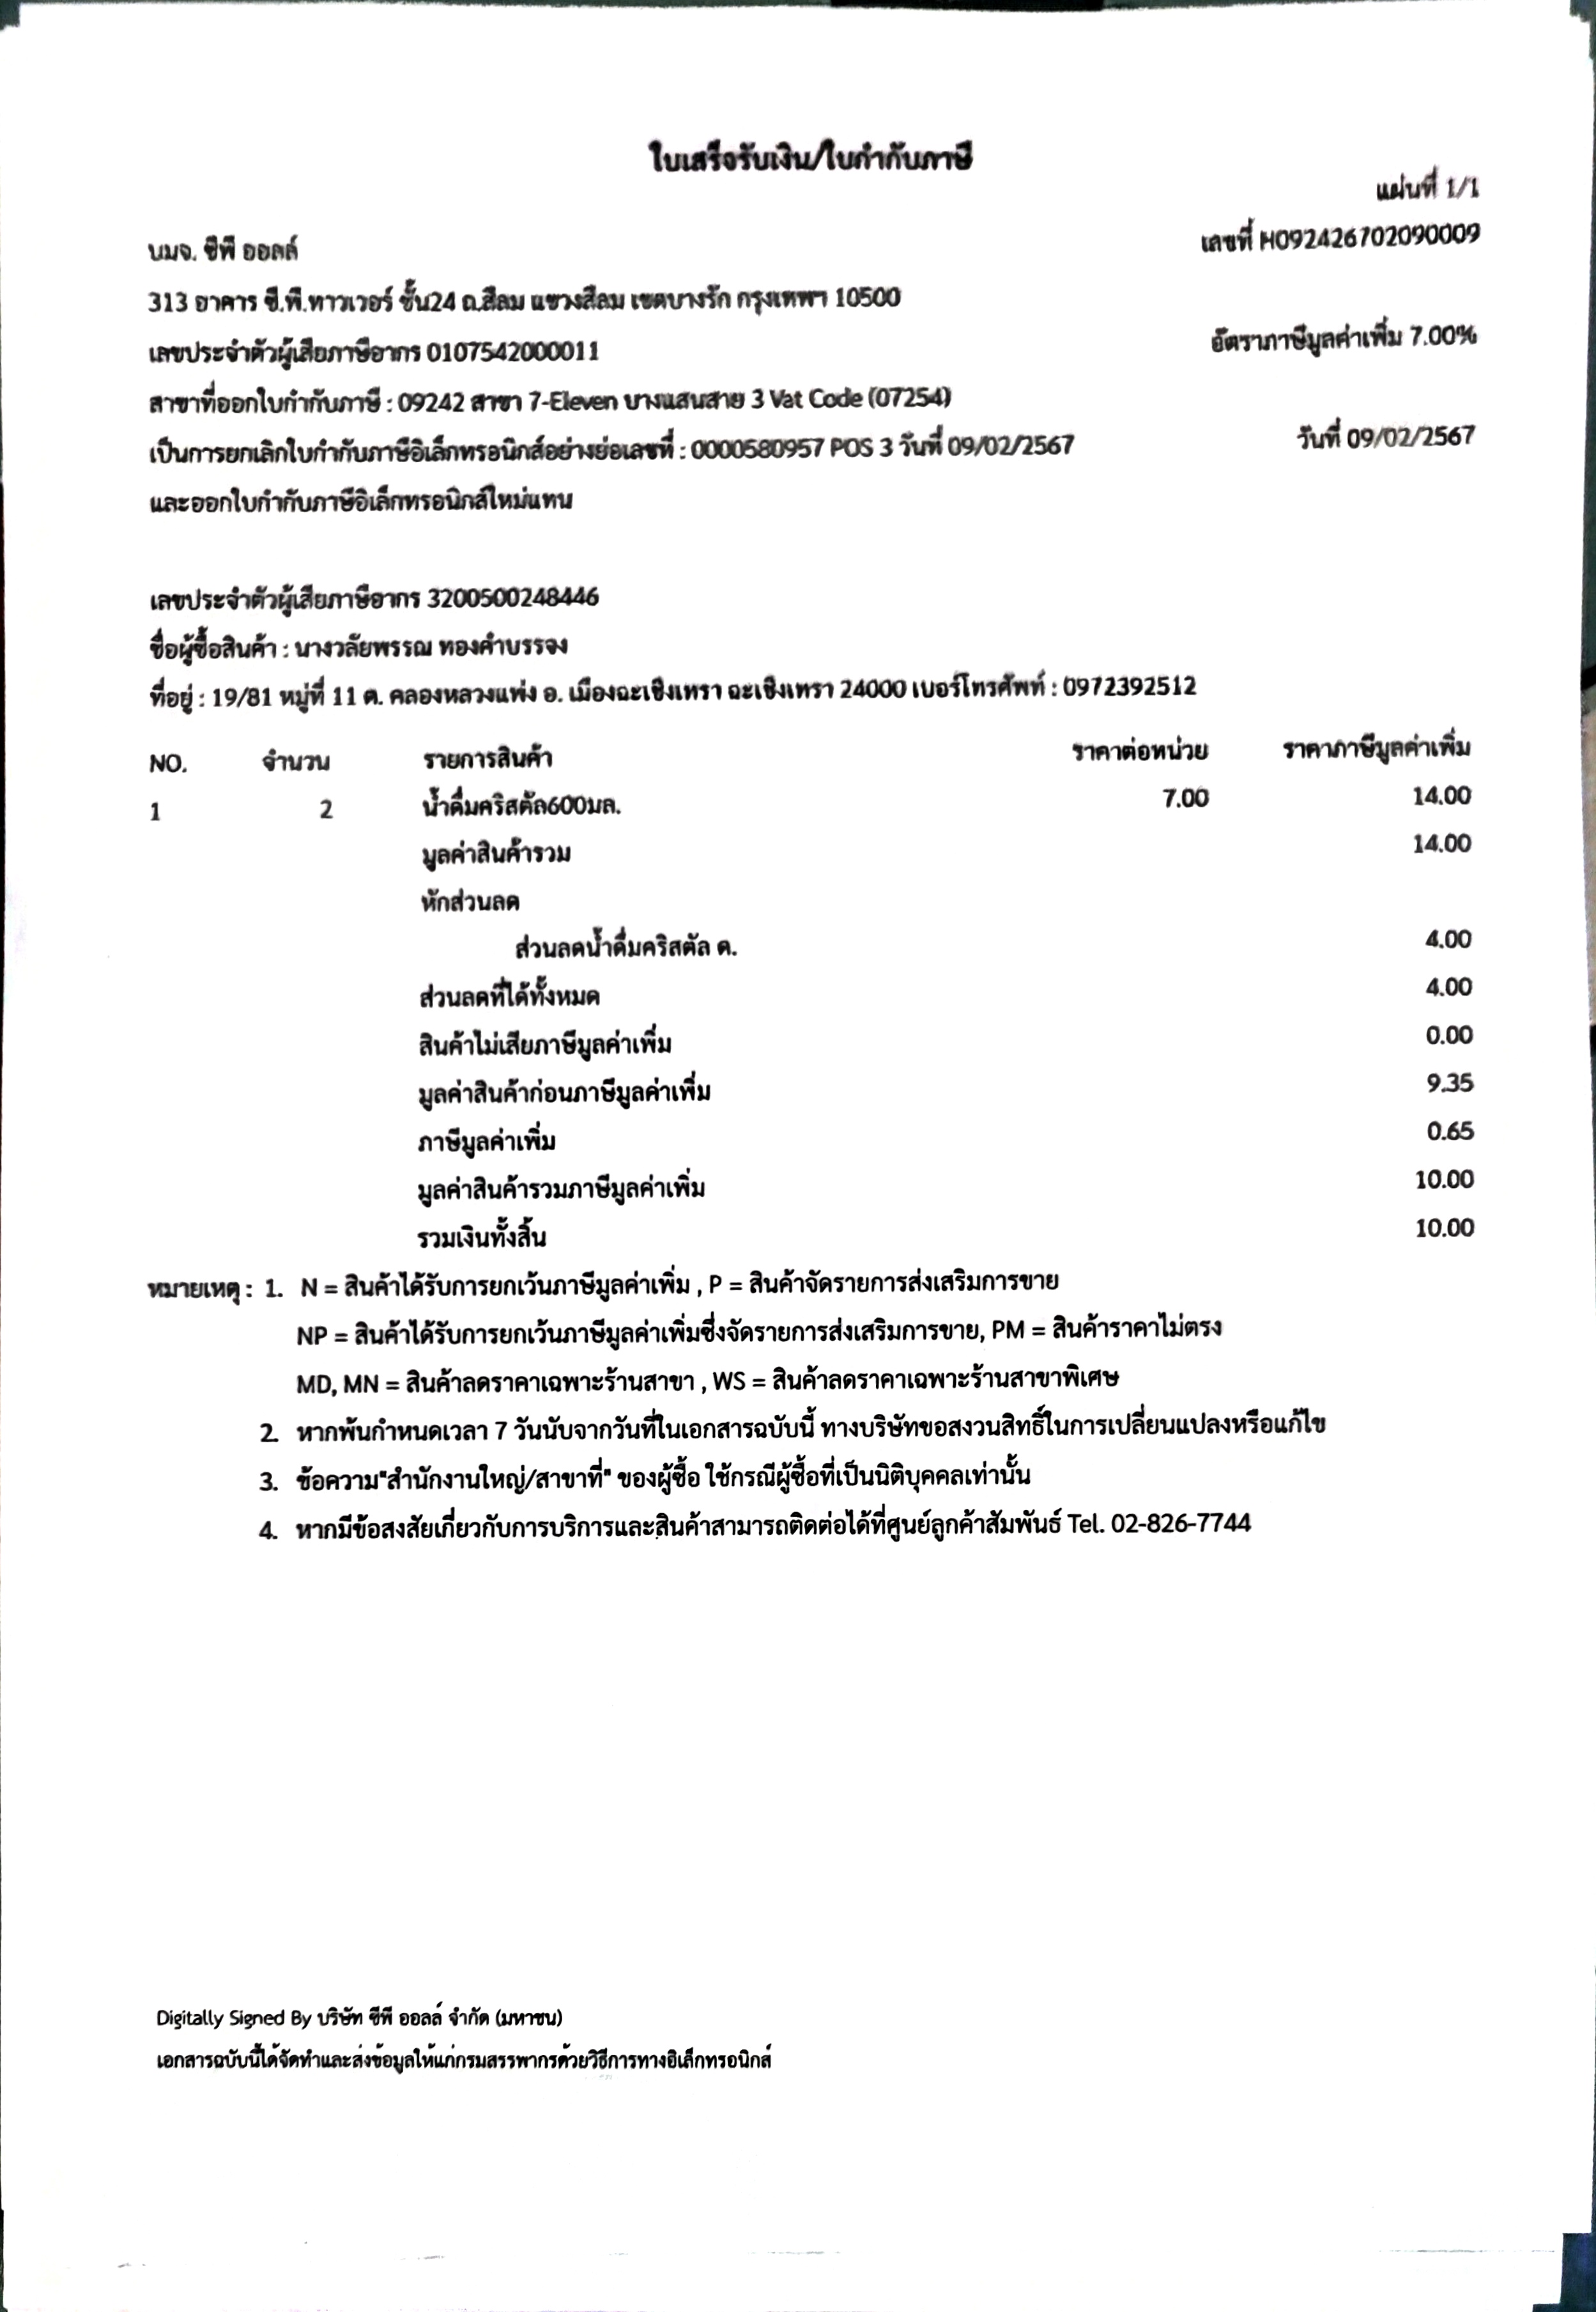 ใบเสร็จรับเงิน/ใบกำกับภาษี
แผ่นที่ 1/1
บมจ. ซีพี ออลล์
เลขที่ H092426702090009
313 อาคาร ซี.พี.ทาวเวอร์ ชั้น24 ถ.สีลม แขวงสีลม เขตบางรัก กรุงเทพฯ 10500
เลขประจำตัวผู้เสียภาษีอากร 0107542000011
อัตราภาษีมูลค่าเพิ่ม 7.00%
สาขาที่ออกใบกำกับภาษี : 09242 สาขา 7-Eleven บางแสนสาย 3 Vat Code (07254)
เป็นการยกเลิกใบกำกับภาษีอิเล็กทรอนิกส์อย่างย่อเลขที่ : 0000580957 POS 3 วันที่ 09/02/2567
วันที่ 09/02/2567
และออกใบกำกับภาษีอิเล็กทรอนิกส์ใหม่แทน
เลขประจำตัวผู้เสียภาษีอากร 3200500248446
ชื่อผู้ซื้อสินค้า : นางวลัยพรรณ ทองคำบรรจง
ที่อยู่ : 19/81 หมู่ที่ 11 ต. คลองหลวงแพ่ง อ. เมืองฉะเชิงเทรา ฉะเชิงเทรา 24000 เบอร์โทรศัพท์ : 0972392512
NO. จำนวน รายการสินค้า ราคาต่อหน่วย ราคาภาษีมูลค่าเพิ่ม
1 2 น้ำดื่มคริสตัล600มล. 7.00 14.00
มูลค่าสินค้ารวม 14.00
หักส่วนลด
ส่วนลดน้ำดื่มคริสตัล ด. 4.00
ส่วนลดที่ได้ทั้งหมด 4.00
สินค้าไม่เสียภาษีมูลค่าเพิ่ม 0.00
มูลค่าสินค้าก่อนภาษีมูลค่าเพิ่ม 9.35
ภาษีมูลค่าเพิ่ม 0.65
มูลค่าสินค้ารวมภาษีมูลค่าเพิ่ม 10.00
รวมเงินทั้งสิ้น 10.00
หมายเหตุ : 1. N = สินค้าได้รับการยกเว้นภาษีมูลค่าเพิ่ม , P = สินค้าจัดรายการส่งเสริมการขาย
NP = สินค้าได้รับการยกเว้นภาษีมูลค่าเพิ่มซึ่งจัดรายการส่งเสริมการขาย, PM = สินค้าราคาไม่ตรง
MD, MN = สินค้าลดราคาเฉพาะร้านสาขา , WS = สินค้าลดราคาเฉพาะร้านสาขาพิเศษ
2. หากพ้นกำหนดเวลา 7 วันนับจากวันที่ในเอกสารฉบับนี้ ทางบริษัทขอสงวนสิทธิ์ในการเปลี่ยนแปลงหรือแก้ไข
3. ข้อความ"สำนักงานใหญ่/สาขาที่" ของผู้ซื้อ ใช้กรณีผู้ซื้อที่เป็นนิติบุคคลเท่านั้น
4. หากมีข้อสงสัยเกี่ยวกับการบริการและสินค้าสามารถติดต่อได้ที่ศูนย์ลูกค้าสัมพันธ์ Tel. 02-826-7744
Digitally Signed By บริษัท ซีพี ออลล์ จำกัด (มหาชน)
เอกสารฉบับนี้ได้จัดทำและส่งข้อมูลให้แก่กรมสรรพากรด้วยวิธีการทางอิเล็กทรอนิกส์